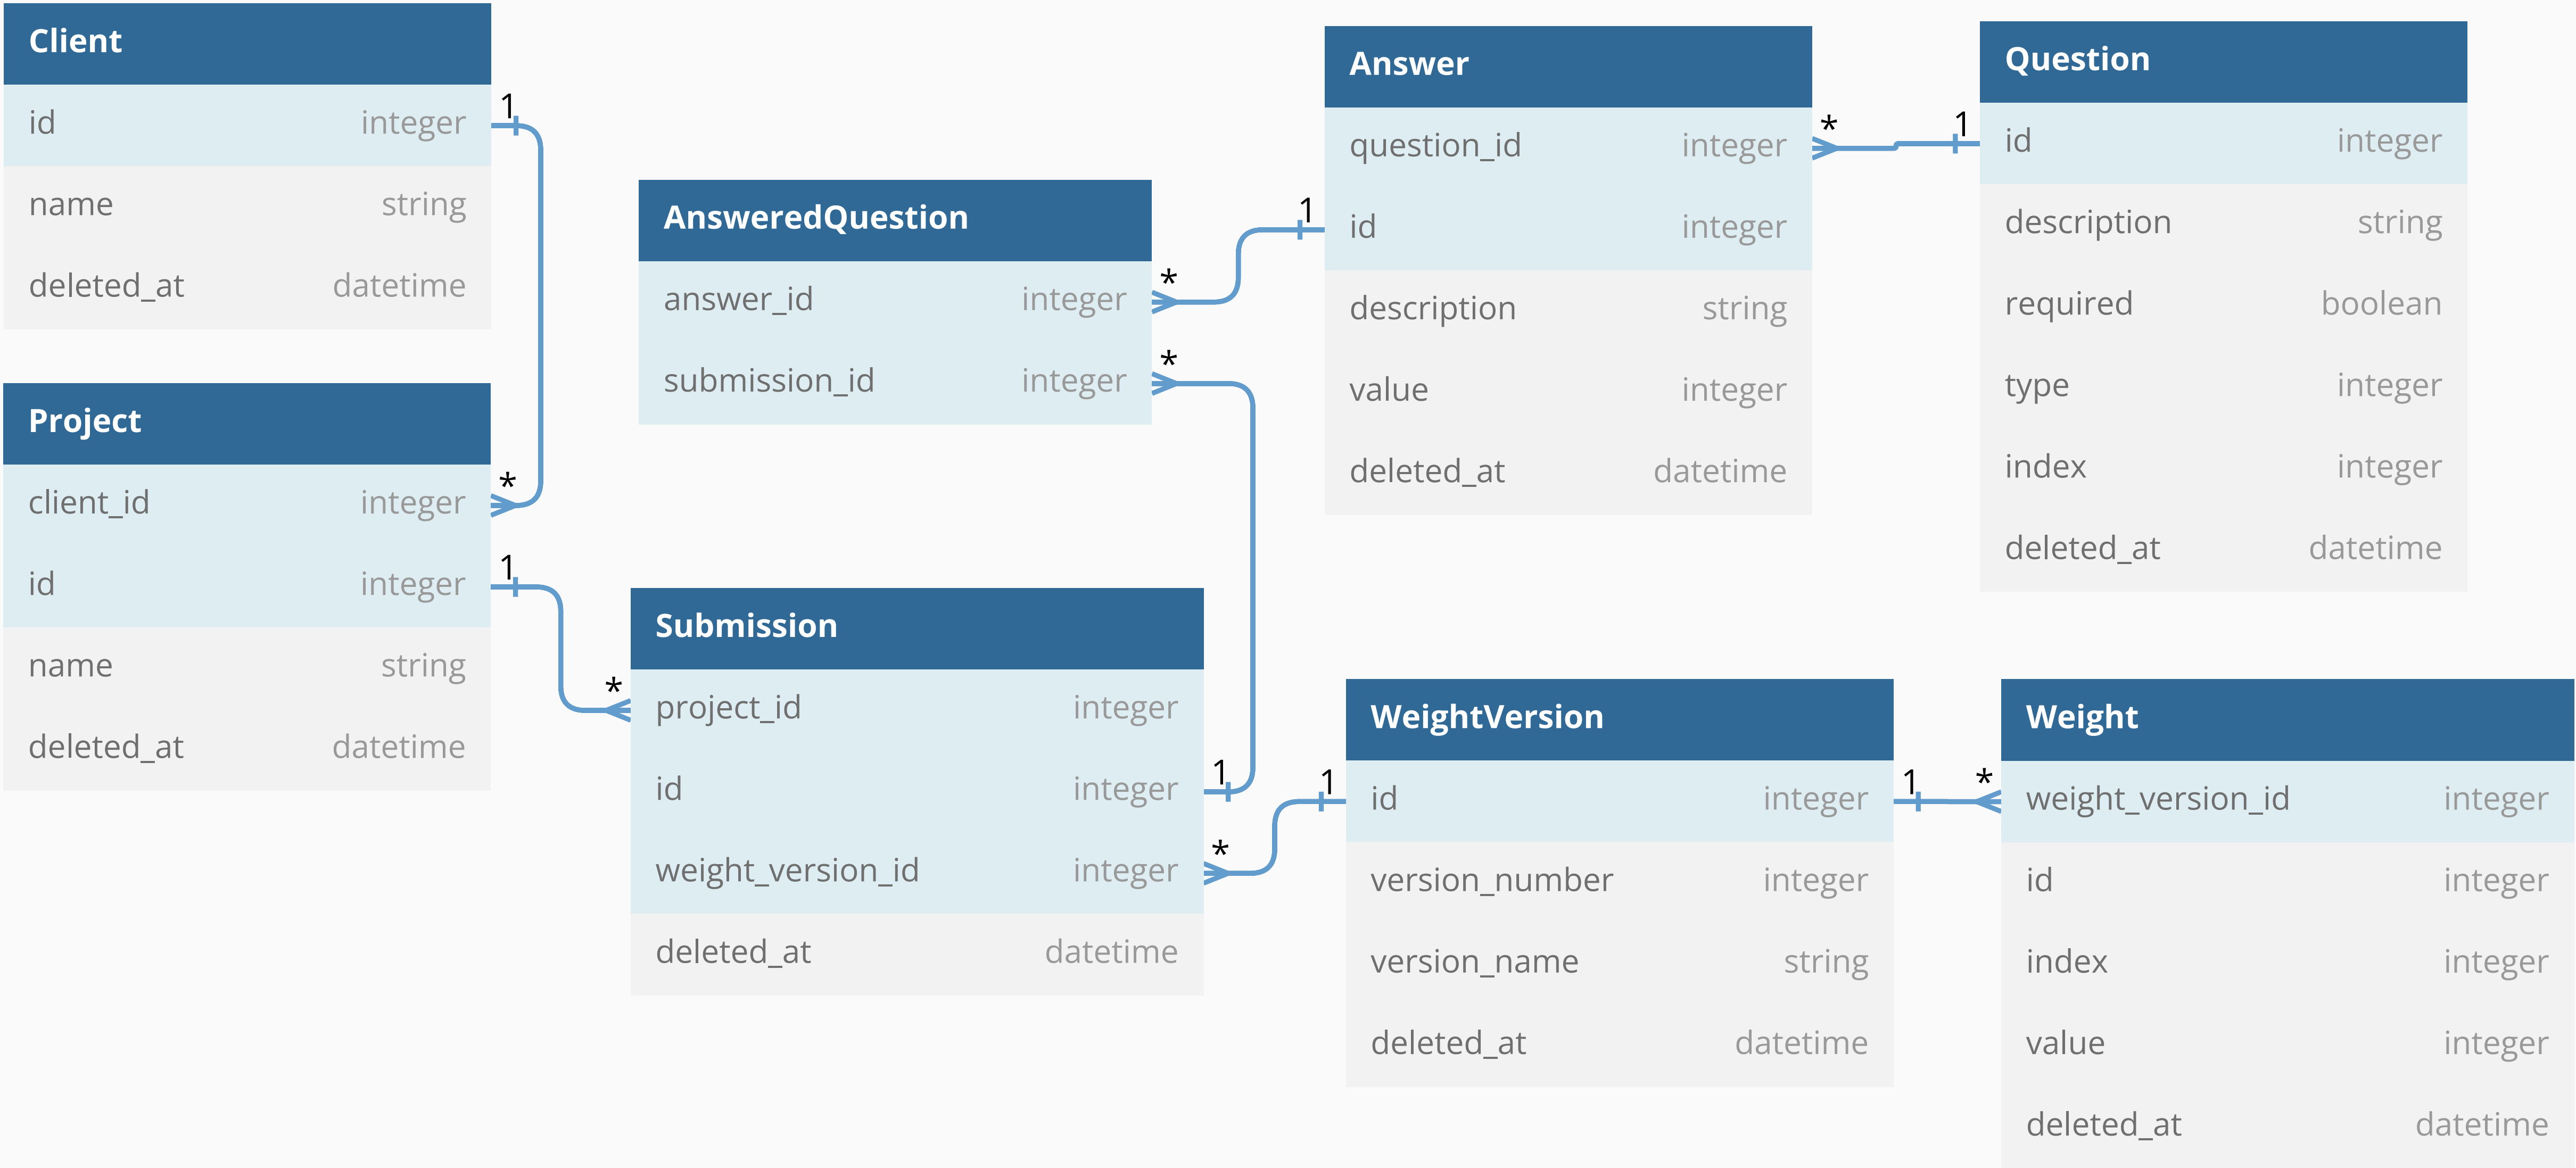 Client
id integer
name string
deleted_at datetime
1
*
Project
client_id integer
id integer
name string
deleted_at datetime
1
*
AnsweredQuestion
answer_id integer
submission_id integer
*
*
1
Submission
project_id integer
id integer
weight_version_id integer
deleted_at datetime
1
*
1
Answer
question_id integer
id integer
description string
value integer
deleted_at datetime
*
1
Question
id integer
description string
required boolean
type integer
index integer
deleted_at datetime
WeightVersion
id integer
version_number integer
version_name string
deleted_at datetime
1
*
Weight
weight_version_id integer
id integer
index integer
value integer
deleted_at datetime